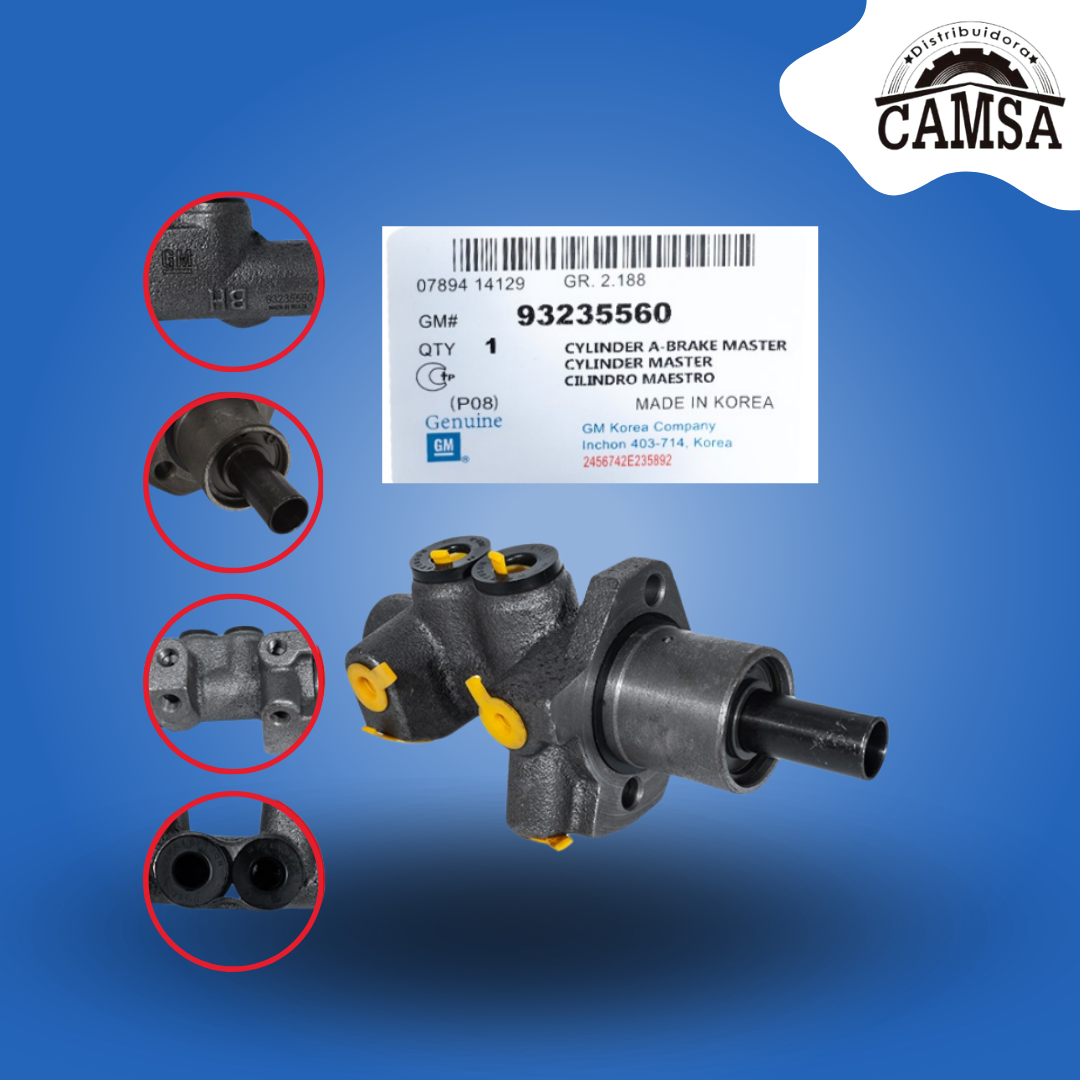 Distribuidora
CAMSA
07894 14129 GR. 2.188
GM# 93235560
QTY 1 CYLINDER A-BRAKE MASTER
CYLINDER MASTER
CILINDRO MAESTRO
(P08) MADE IN KOREA
Genuine GM Korea Company
GM ® Inchon 403-714, Korea
2456742E235892
GM
BH
93235560